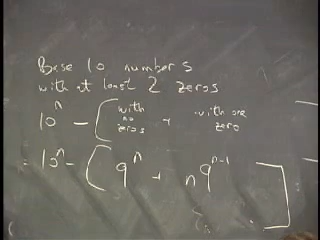 Base 10 numbers
with at least 2 zeros
10^n - ( with no zeros + with one zero
= 10^n - ( 9^n + n9^{n-1} ]